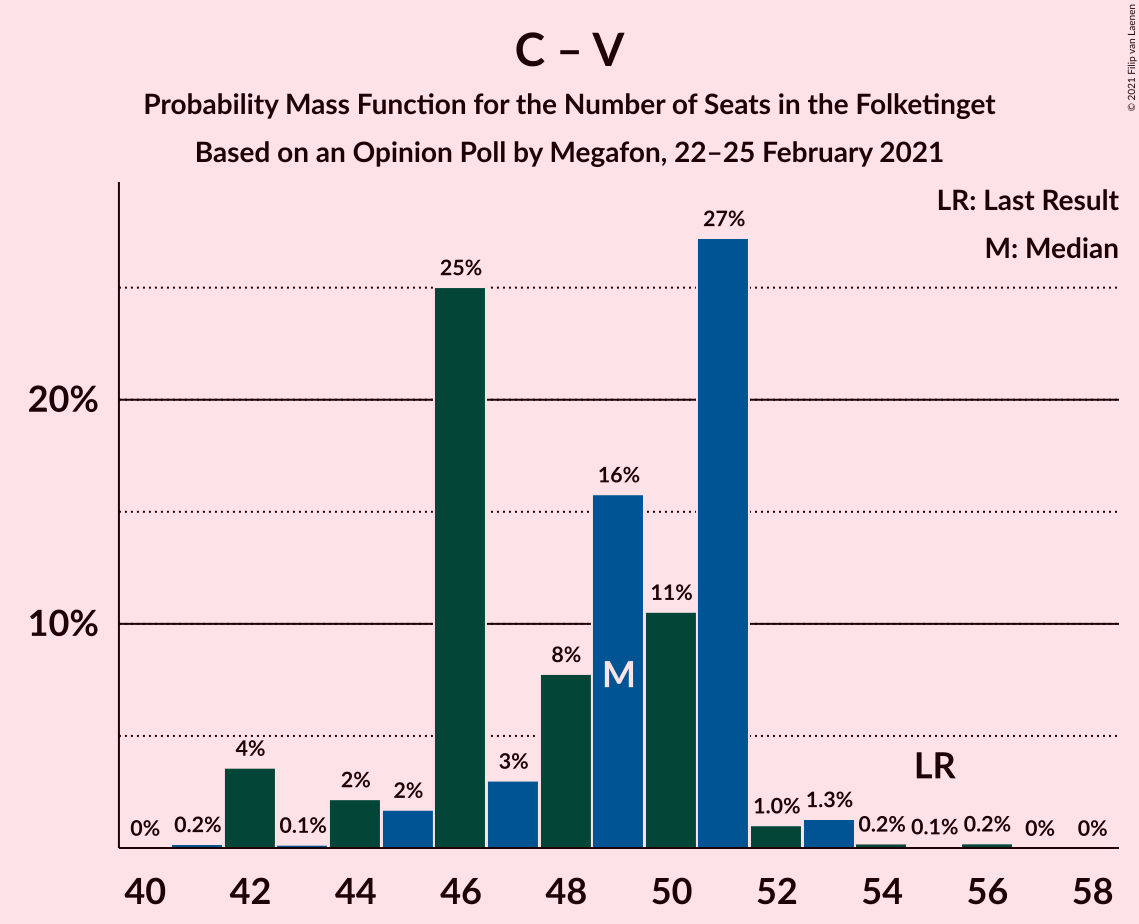 C – V
Probability Mass Function for the Number of Seats in the Folketinget
Based on an Opinion Poll by Megafon, 22–25 February 2021
© 2021 Filip van Laenen
LR: Last Result
M: Median
27%
25%
20%
16%
11%
10%
8%
M
4%
3%
LR
2%
2%
1.3%
1.0%
0% 0.2% 0.1% 0.2% 0.1% 0.2% 0% 0%
40 42 44 46 48 50 52 54 56 58